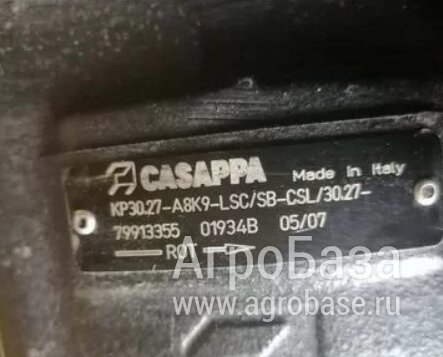 CASAPPA Made in Italy
KP30.27-A8K9-LSC/SB-CSL/30.27-
79913355 01934B 05/07
ROT
АгроБаза
www.agrobase.ru